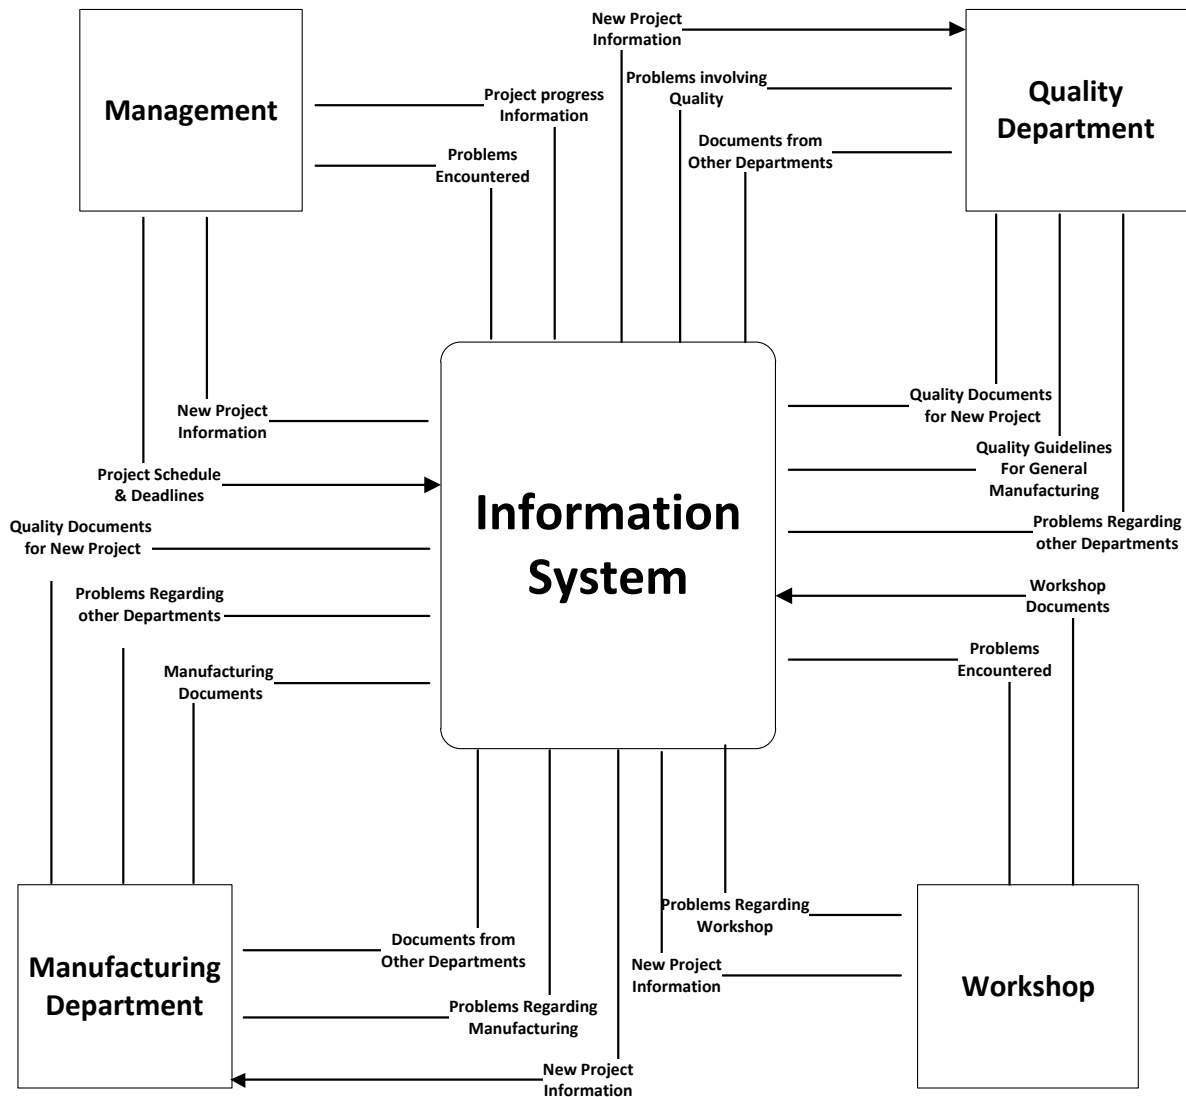 New Project
Information
Management
Project progress
Information
Problems involving
Quality
Quality
Department
Problems
Encountered
Documents from
Other Departments
New Project
Information
Quality Documents
for New Project
Project Schedule
& Deadlines
Quality Guidelines
For General
Manufacturing
Information
System
Quality Documents
for New Project
Problems Regarding
other Departments
Problems Regarding
other Departments
Workshop
Documents
Manufacturing
Documents
Problems
Encountered
Problems Regarding
Workshop
Documents from
Other Departments
New Project
Information
Manufacturing
Department
Workshop
Problems Regarding
Manufacturing
New Project
Information